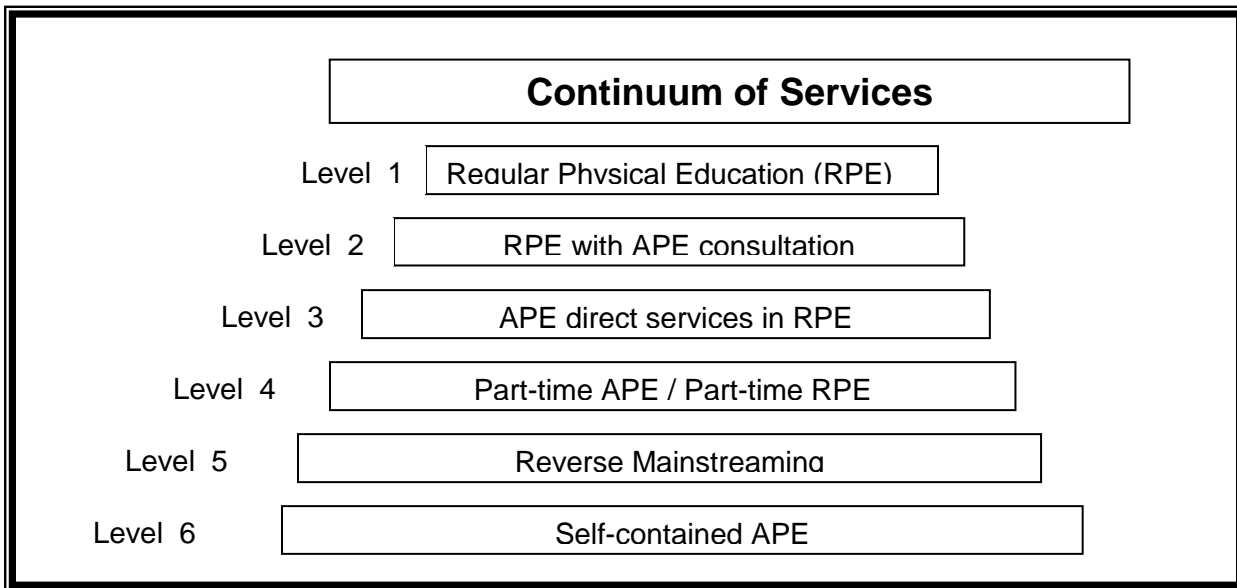 Continuum of Services
Level 1 Regular Physical Education (RPE)
Level 2 RPE with APE consultation
Level 3 APE direct services in RPE
Level 4 Part-time APE / Part-time RPE
Level 5 Reverse Mainstreaming
Level 6 Self-contained APE